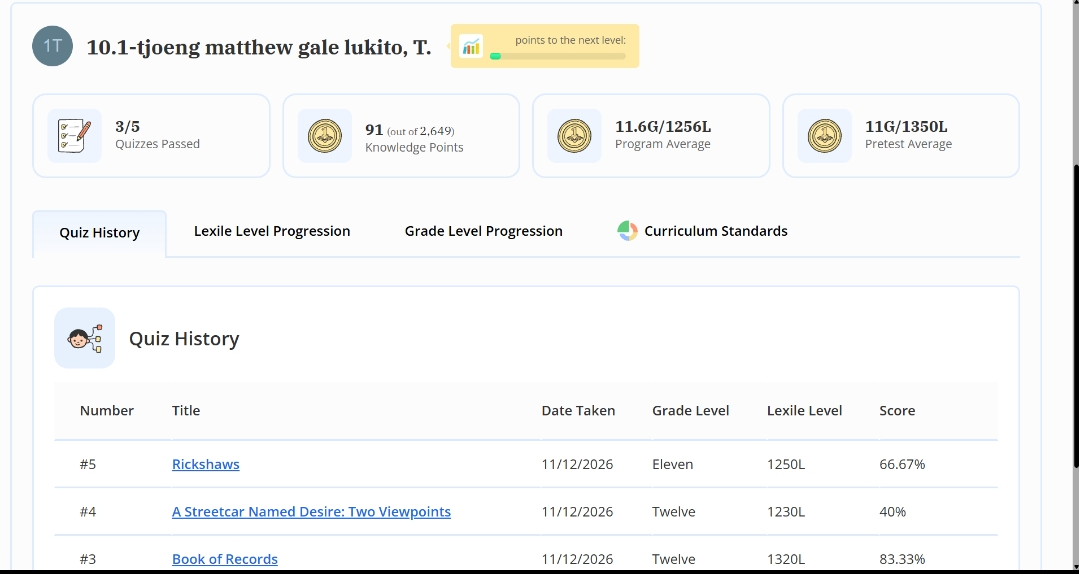 1T
10.1-tjoeng matthew gale lukito, T.
points to the next level:
3/5
Quizzes Passed
91 (out of 2,649)
Knowledge Points
11.6G/1256L
Program Average
11G/1350L
Pretest Average
Quiz History
Lexile Level Progression
Grade Level Progression
Curriculum Standards
Quiz History
Number Title Date Taken Grade Level Lexile Level Score
#5 Rickshaws 11/12/2026 Eleven 1250L 66.67%
#4 A Streetcar Named Desire: Two Viewpoints 11/12/2026 Twelve 1230L 40%
#3 Book of Records 11/12/2026 Twelve 1320L 83.33%